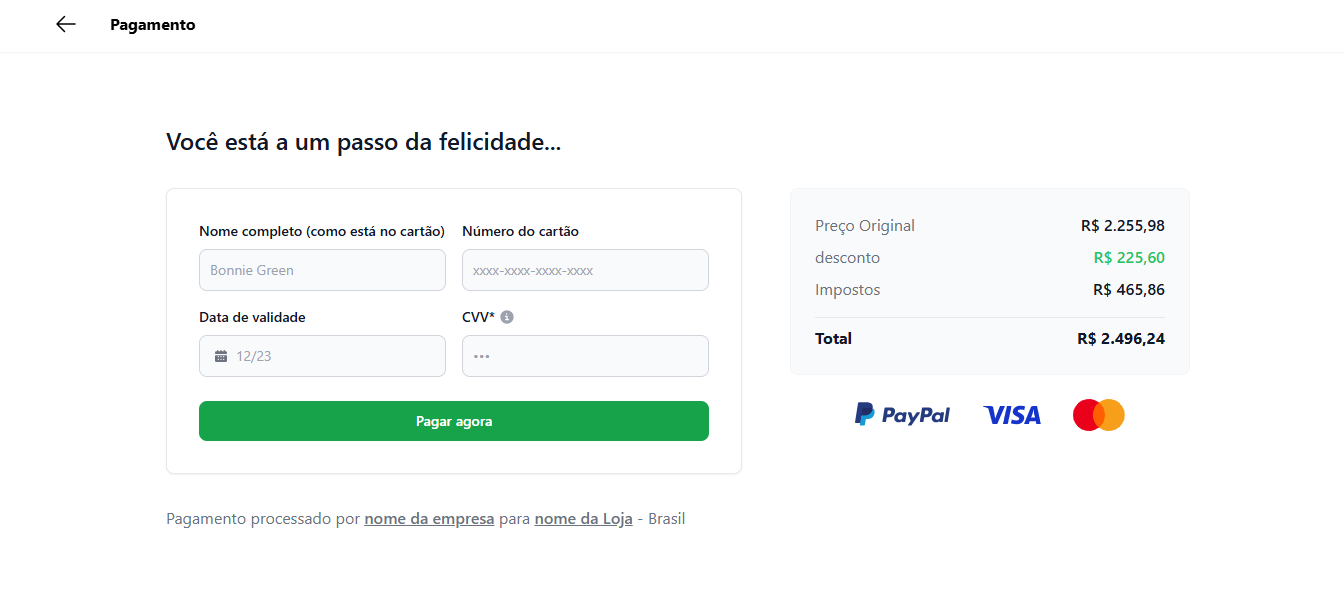 Pagamento
Você está a um passo da felicidade...
Nome completo (como está no cartão)
Número do cartão
Bonnie Green
xxxx-xxxx-xxxx-xxxx
Data de validade
CVV*
12/23
•••
Pagar agora
Preço Original R$ 2.255,98
desconto R$ 225,60
Impostos R$ 465,86
Total R$ 2.496,24
PayPal VISA
Pagamento processado por nome da empresa para nome da Loja - Brasil